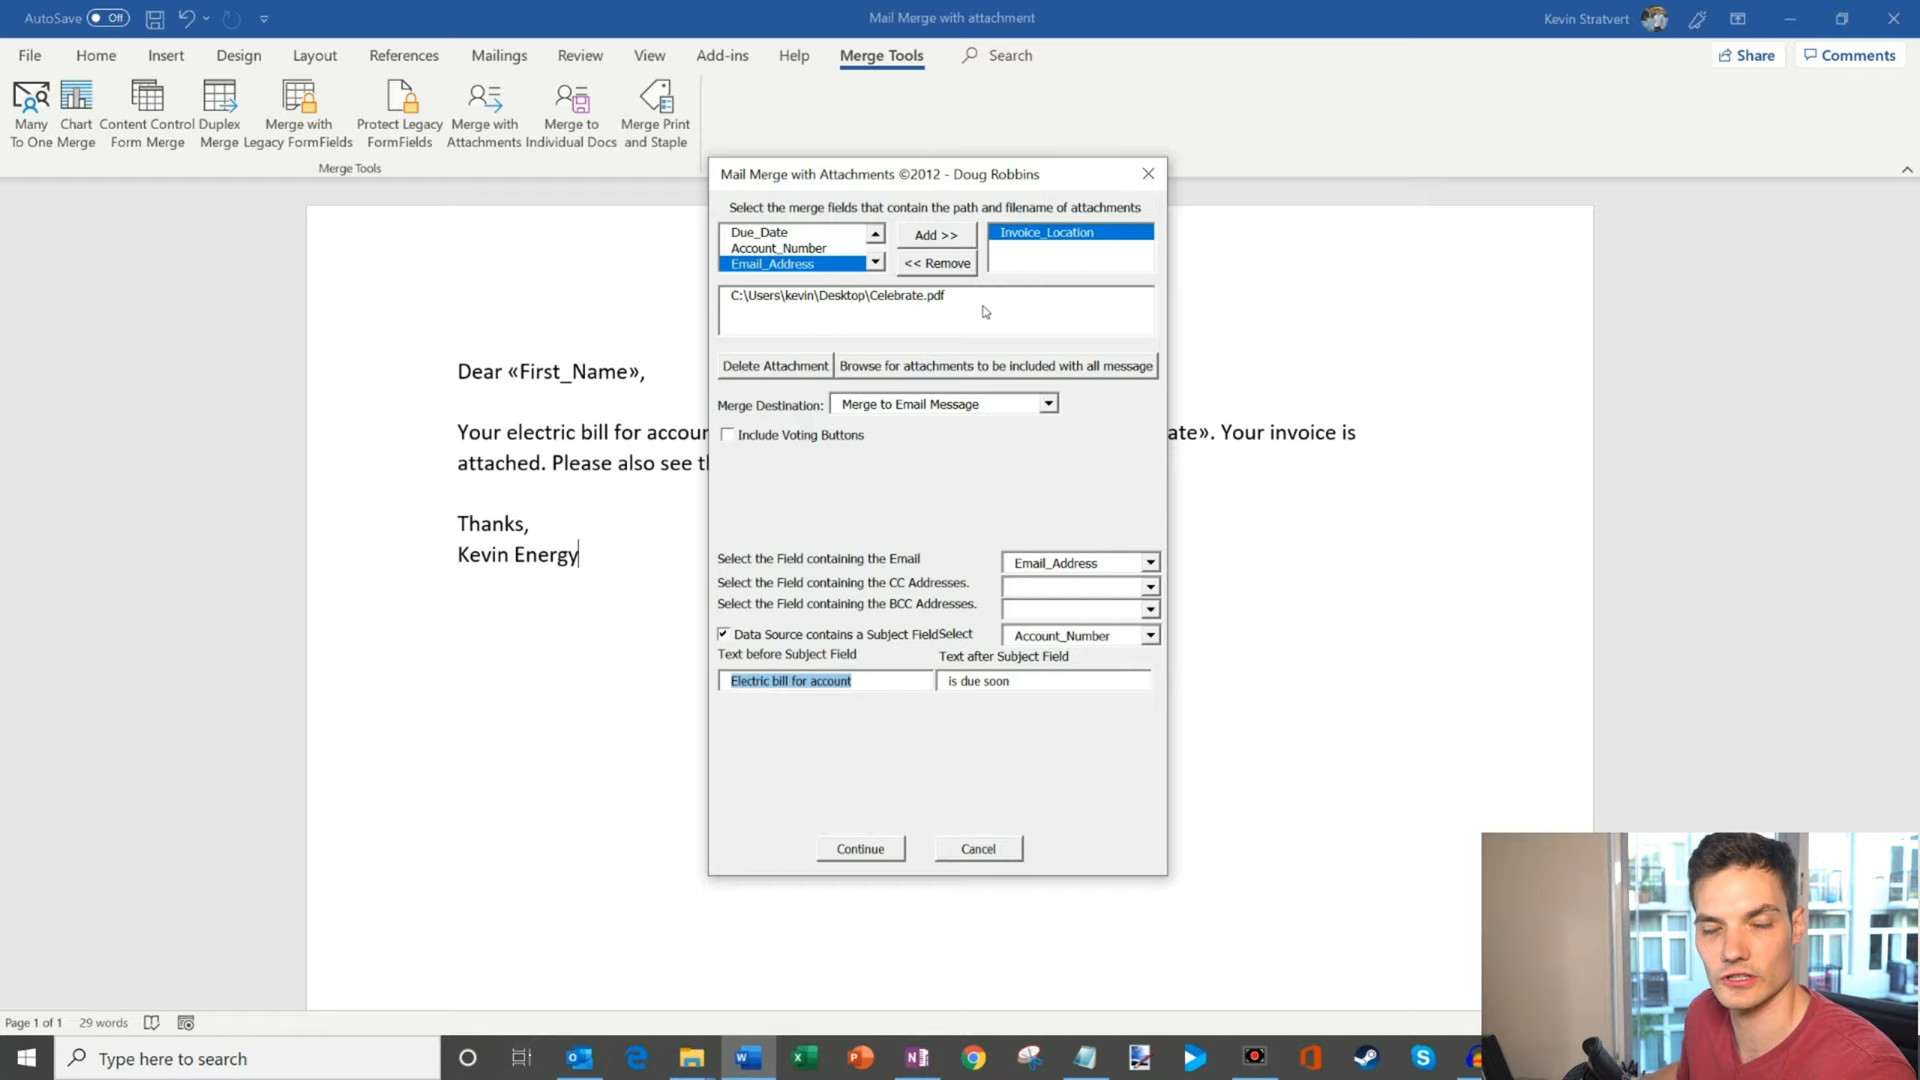 AutoSave Off
Mail Merge with attachment
Kevin Stratvert
File Home Insert Design Layout References Mailings Review View Add-ins Help Merge Tools Search
Share Comments
Many To One
Chart Merge
Content Control Form Merge
Duplex Merge
Merge with Legacy FormFields
Protect Legacy FormFields
Merge with Attachments
Merge to Individual Docs
Merge Print and Staple
Merge Tools
Mail Merge with Attachments ©2012 - Doug Robbins
Select the merge fields that contain the path and filename of attachments
Due_Date
Account_Number
Email_Address
Add >>
<< Remove
Invoice_Location
C:\Users\kevin\Desktop\Celebrate.pdf
Delete Attachment
Browse for attachments to be included with all message
Merge Destination: Merge to Email Message
Include Voting Buttons
Select the Field containing the Email Email_Address
Select the Field containing the CC Addresses.
Select the Field containing the BCC Addresses.
Data Source contains a Subject FieldSelect Account_Number
Text before Subject Field Text after Subject Field
Electric bill for account is due soon
Continue Cancel
Dear «First_Name»,
Your electric bill for accoun ate». Your invoice is
attached. Please also see th
Thanks,
Kevin Energy
Page 1 of 1 29 words
Type here to search